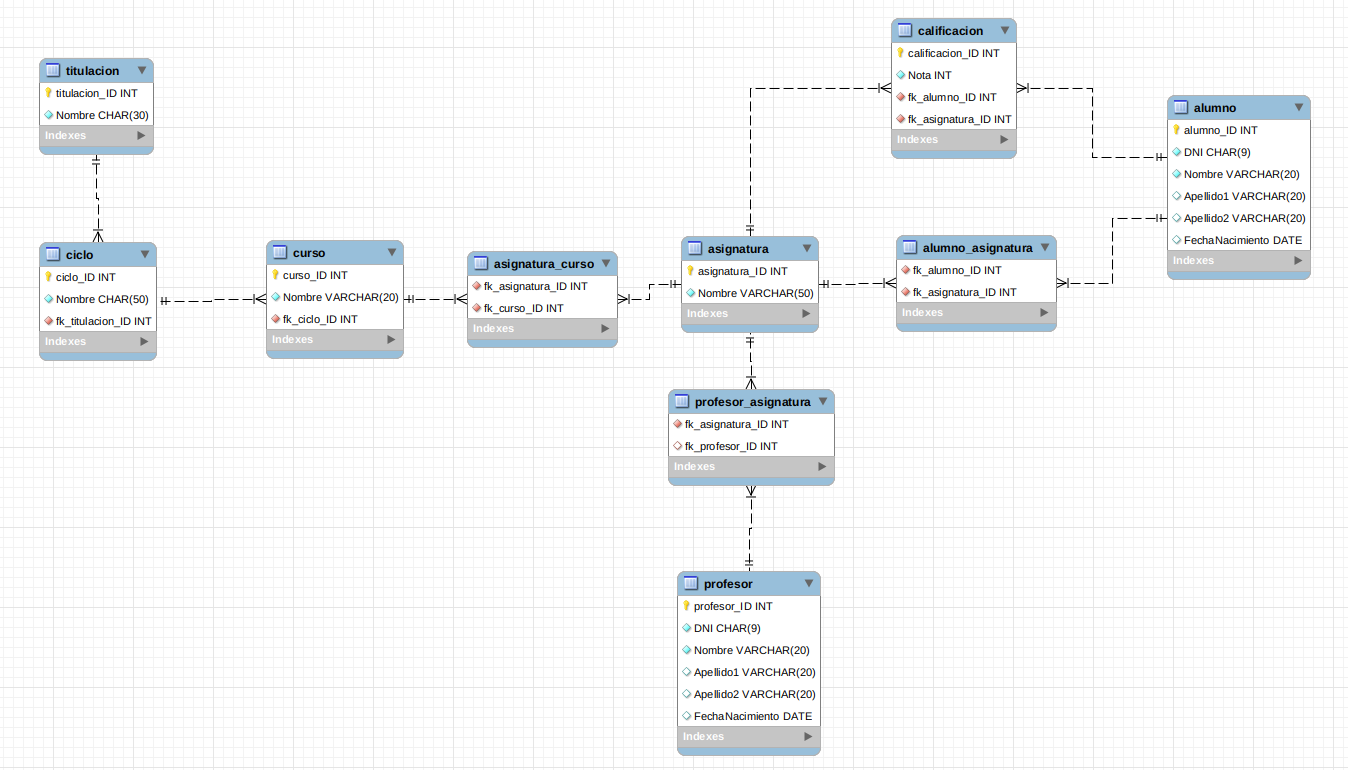 titulacion
titulacion_ID INT
Nombre CHAR(30)
Indexes
ciclo
ciclo_ID INT
Nombre CHAR(50)
fk_titulacion_ID INT
Indexes
curso
curso_ID INT
Nombre VARCHAR(20)
fk_ciclo_ID INT
Indexes
asignatura_curso
fk_asignatura_ID INT
fk_curso_ID INT
Indexes
asignatura
asignatura_ID INT
Nombre VARCHAR(50)
Indexes
calificacion
calificacion_ID INT
Nota INT
fk_alumno_ID INT
fk_asignatura_ID INT
Indexes
alumno
alumno_ID INT
DNI CHAR(9)
Nombre VARCHAR(20)
Apellido1 VARCHAR(20)
Apellido2 VARCHAR(20)
FechaNacimiento DATE
Indexes
alumno_asignatura
fk_alumno_ID INT
fk_asignatura_ID INT
Indexes
profesor_asignatura
fk_asignatura_ID INT
fk_profesor_ID INT
Indexes
profesor
profesor_ID INT
DNI CHAR(9)
Nombre VARCHAR(20)
Apellido1 VARCHAR(20)
Apellido2 VARCHAR(20)
FechaNacimiento DATE
Indexes